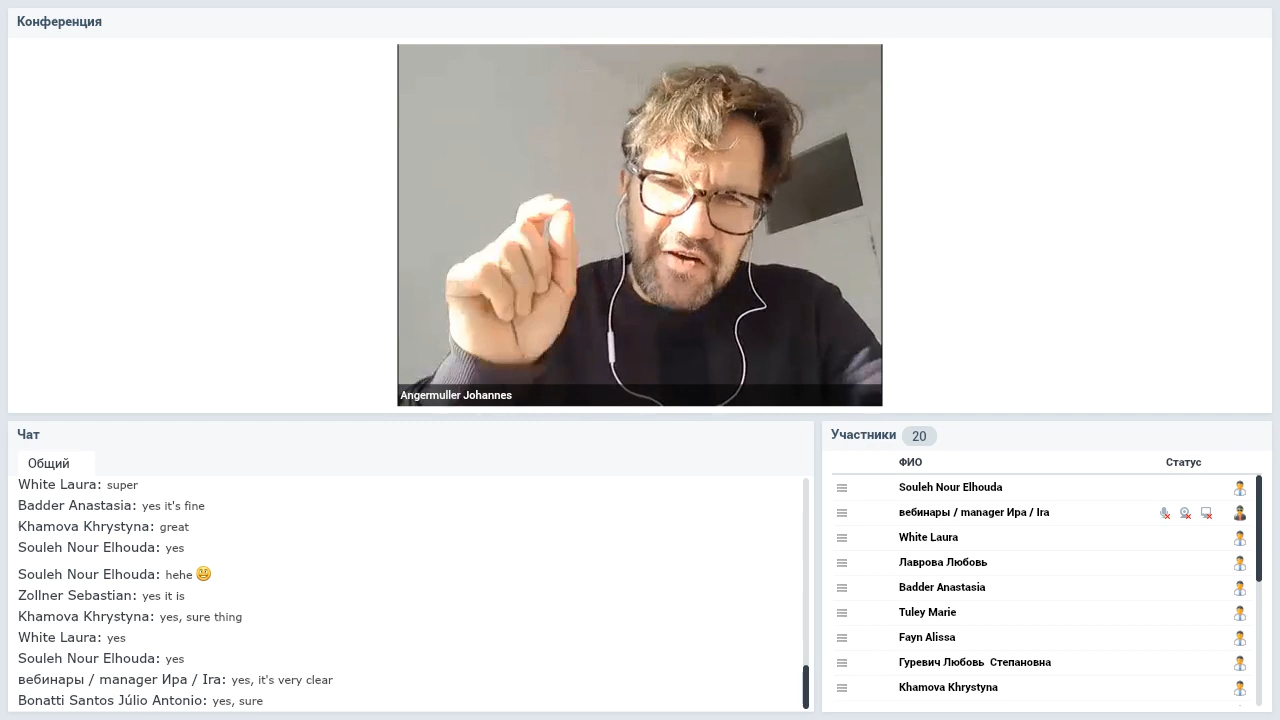 Конференция
Angermuller Johannes
Чат
Общий
White Laura: super
Badder Anastasia: yes it's fine
Khamova Khrystyna: great
Souleh Nour Elhouda: yes
Souleh Nour Elhouda: hehe
Zollner Sebastian: yes it is
Khamova Khrystyna: yes, sure thing
White Laura: yes
Souleh Nour Elhouda: yes
вебинары / manager Ира / Ira: yes, it's very clear
Bonatti Santos Júlio Antonio: yes, sure
Участники 20
ФИО Статус
Souleh Nour Elhouda
вебинары / manager Ира / Ira
White Laura
Лаврова Любовь
Badder Anastasia
Tuley Marie
Fayn Alissa
Гуревич Любовь Степановна
Khamova Khrystyna